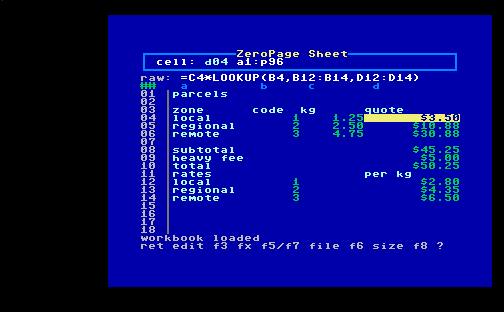 ZeroPage Sheet
cell: d04 a1:p96
raw: =C4*LOOKUP(B4,B12:B14,D12:D14)
## a b c d
01 parcels
02
03 zone code kg quote
04 local 1 1.25 $3.50
05 regional 2 2.50 $10.88
06 remote 3 4.75 $30.88
07
08 subtotal $45.25
09 heavy fee $5.00
10 total $50.25
11 rates per kg
12 local 1 $2.80
13 regional 2 $4.35
14 remote 3 $6.50
15
16
17
18
workbook loaded
ret edit f3 fx f5/f7 file f6 size f8 ?